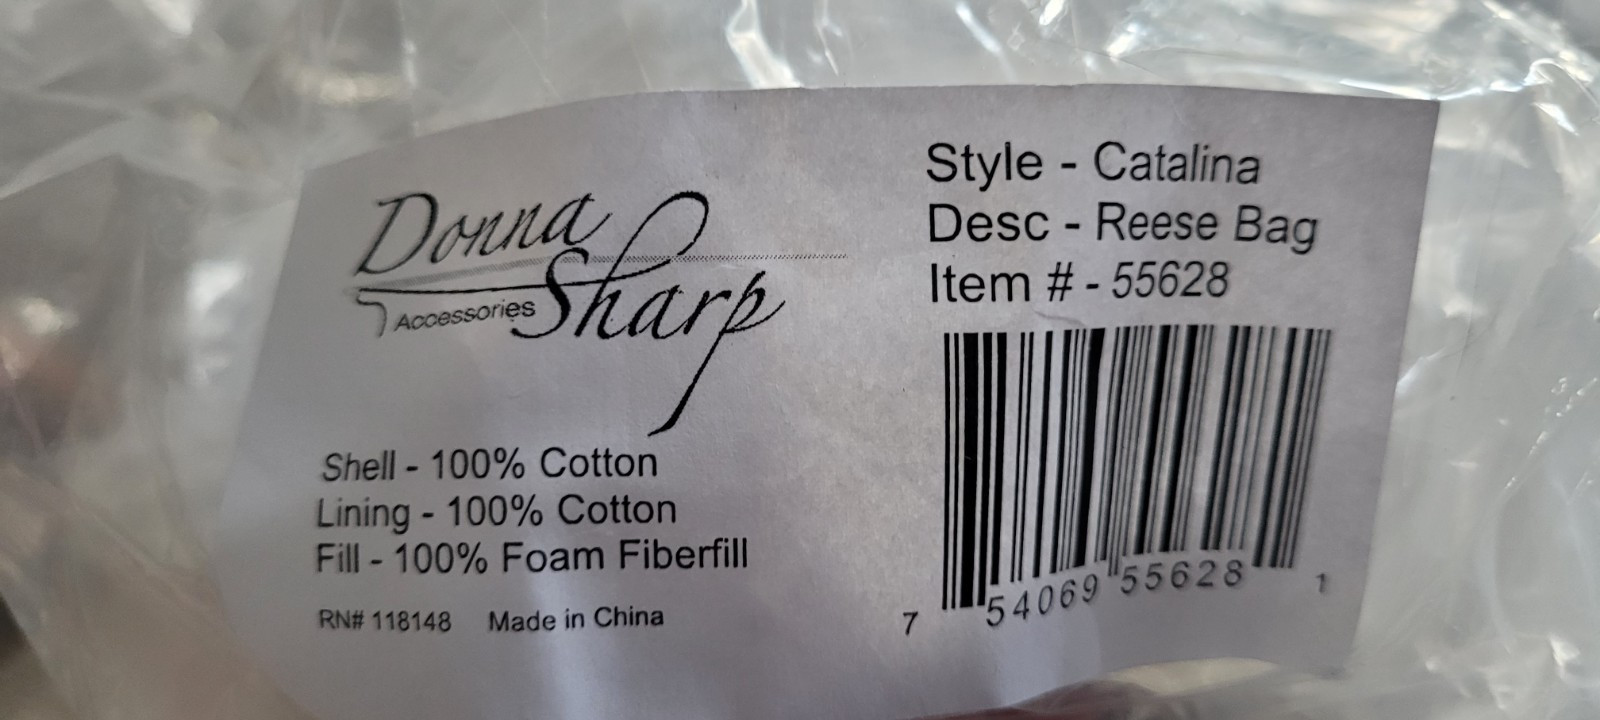 Donna
Sharp
Accessories
Shell - 100% Cotton
Lining - 100% Cotton
Fill - 100% Foam Fiberfill
RN# 118148 Made in China
Style - Catalina
Desc - Reese Bag
Item # - 55628
7 54069 55628 1